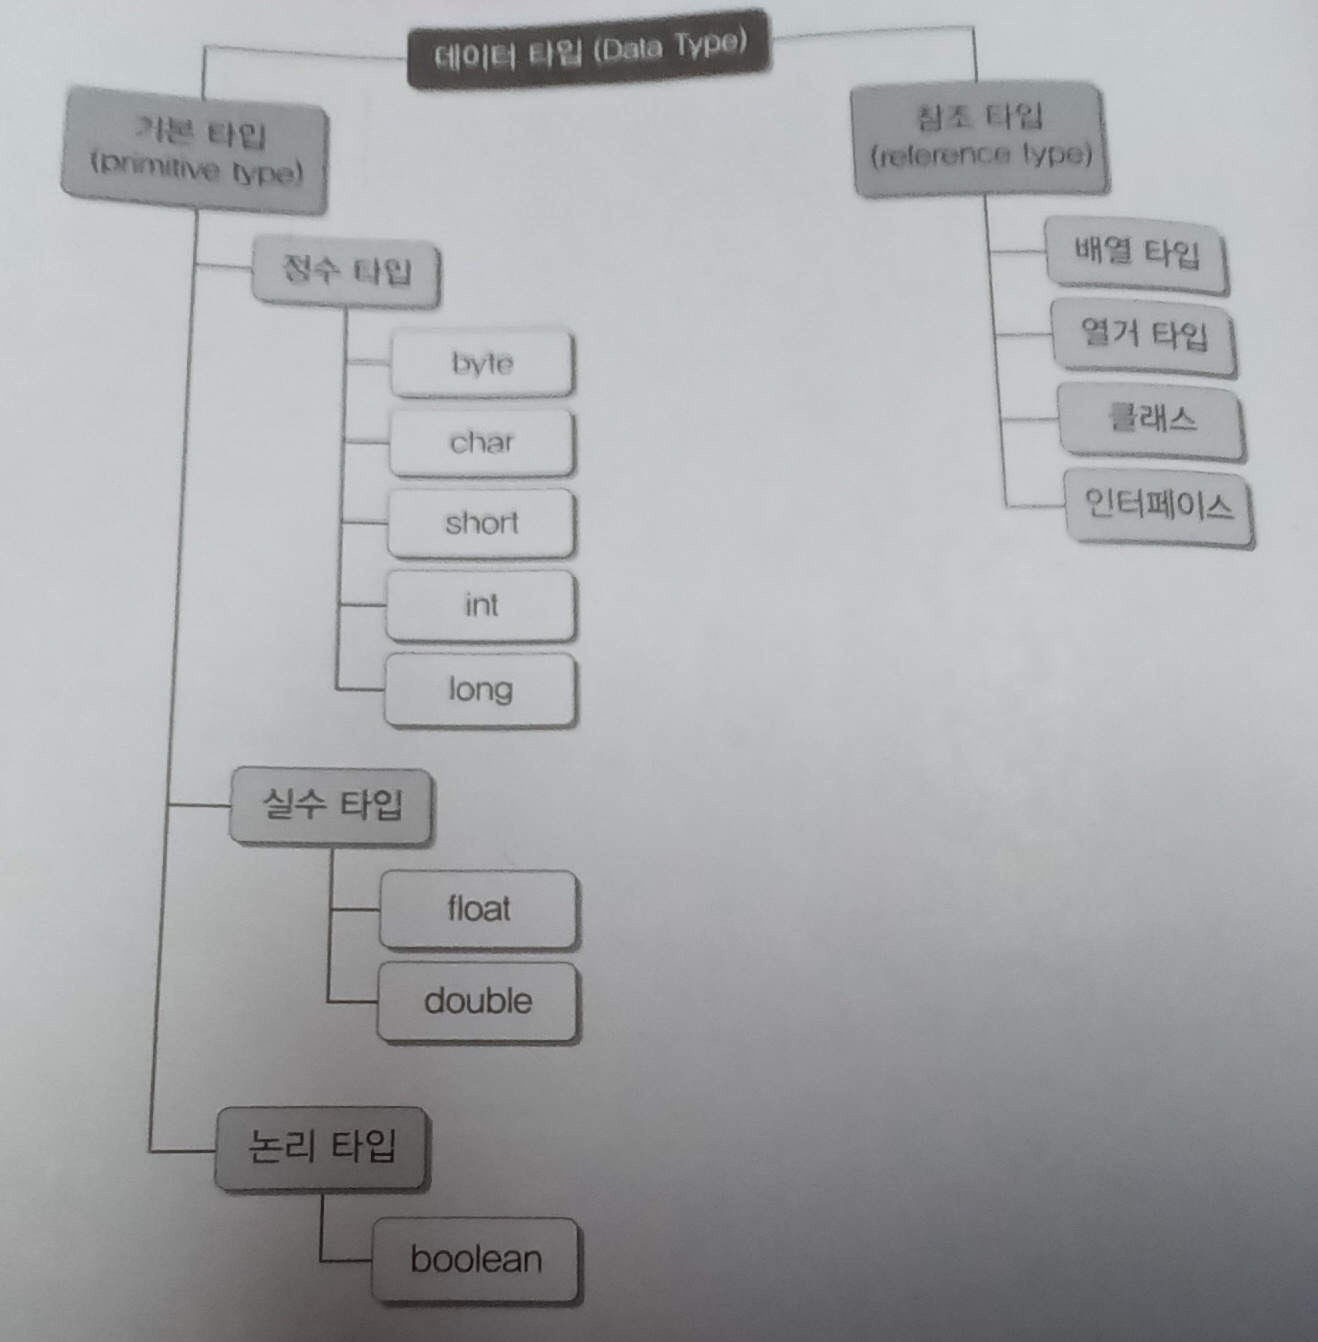 데이터 타입 (Data Type)
기본 타입
(primitive type)
정수 타입
byte
char
short
int
long
실수 타입
float
double
논리 타입
boolean
참조 타입
(reference type)
배열 타입
열거 타입
클래스
인터페이스